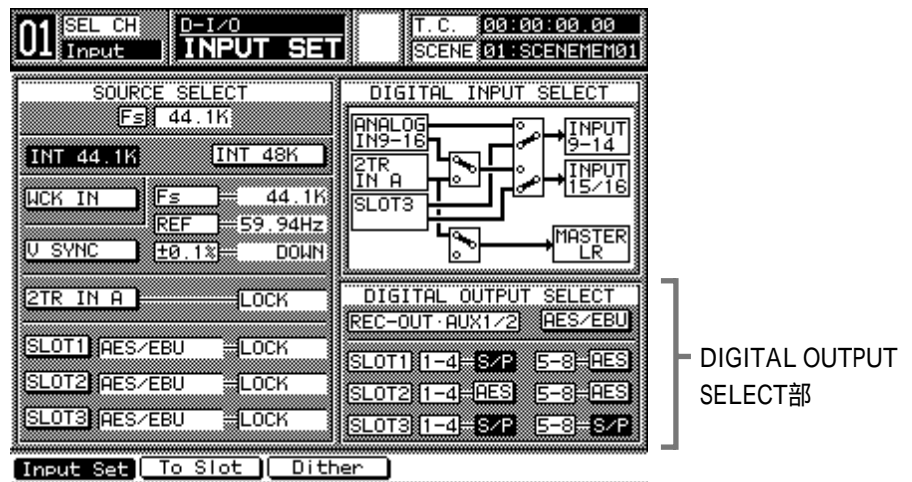 01 SEL CH Input D-I/O INPUT SET T.C. 00:00:00.00
SCENE 01:SCENEMEM01
SOURCE SELECT
Fs 44.1K
INT 44.1K INT 48K
WCK IN Fs 44.1K
REF 59.94Hz
V SYNC ±0.1% DOWN
2TR IN A LOCK
SLOT1 AES/EBU LOCK
SLOT2 AES/EBU LOCK
SLOT3 AES/EBU LOCK
DIGITAL INPUT SELECT
ANALOG IN9-16
2TR IN A
SLOT3
INPUT 9-14
INPUT 15/16
MASTER LR
DIGITAL OUTPUT SELECT
REC-OUT·AUX1/2 AES/EBU
SLOT1 1-4 S/P 5-8 AES
SLOT2 1-4 AES 5-8 AES
SLOT3 1-4 S/P 5-8 S/P
Input Set To Slot Dither
DIGITAL OUTPUT
SELECT部